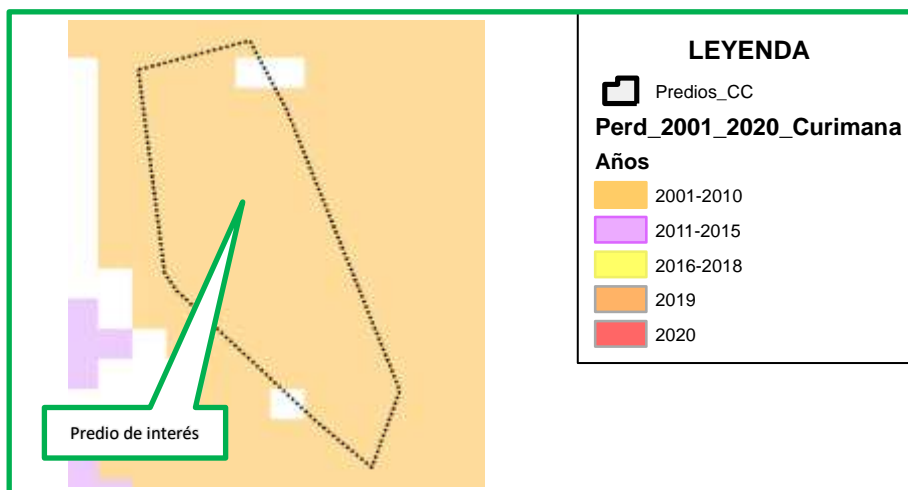 LEYENDA
Predios_CC
Perd_2001_2020_Curimana
Años
2001-2010
2011-2015
2016-2018
2019
2020
Predio de interés